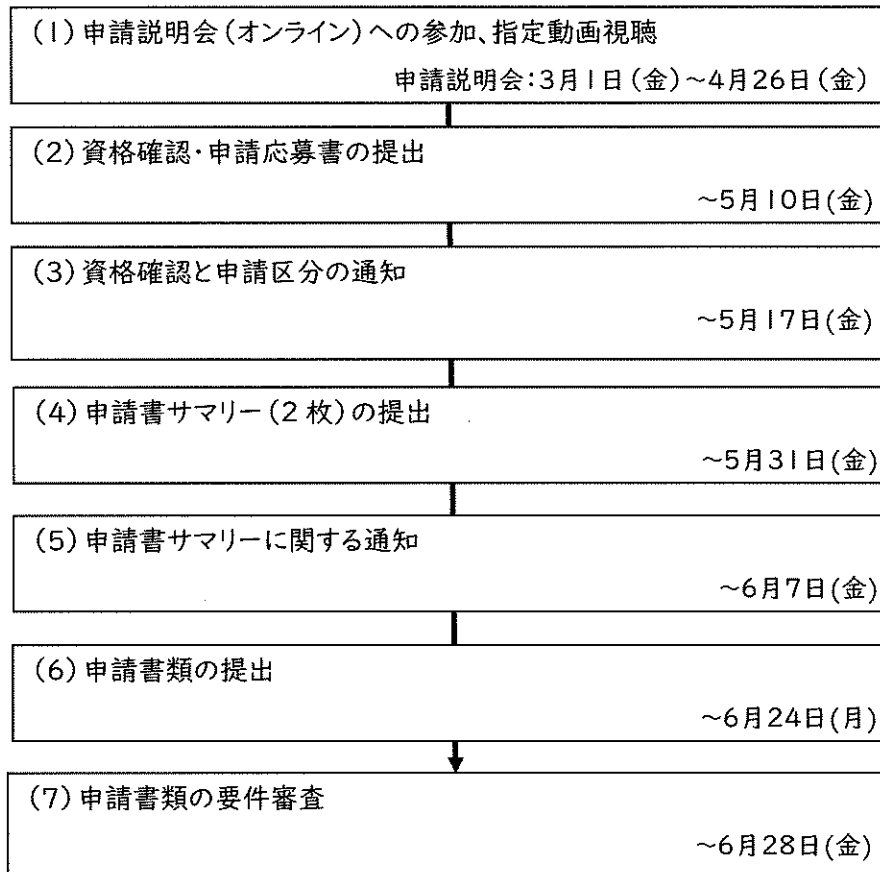 (1)申請説明会(オンライン)への参加、指定動画視聴
申請説明会:3月1日(金)~4月26日(金)
(2)資格確認・申請応募書の提出
~5月10日(金)
(3)資格確認と申請区分の通知
~5月17日(金)
(4)申請書サマリー(2枚)の提出
~5月31日(金)
(5)申請書サマリーに関する通知
~6月7日(金)
(6)申請書類の提出
~6月24日(月)
(7)申請書類の要件審査
~6月28日(金)